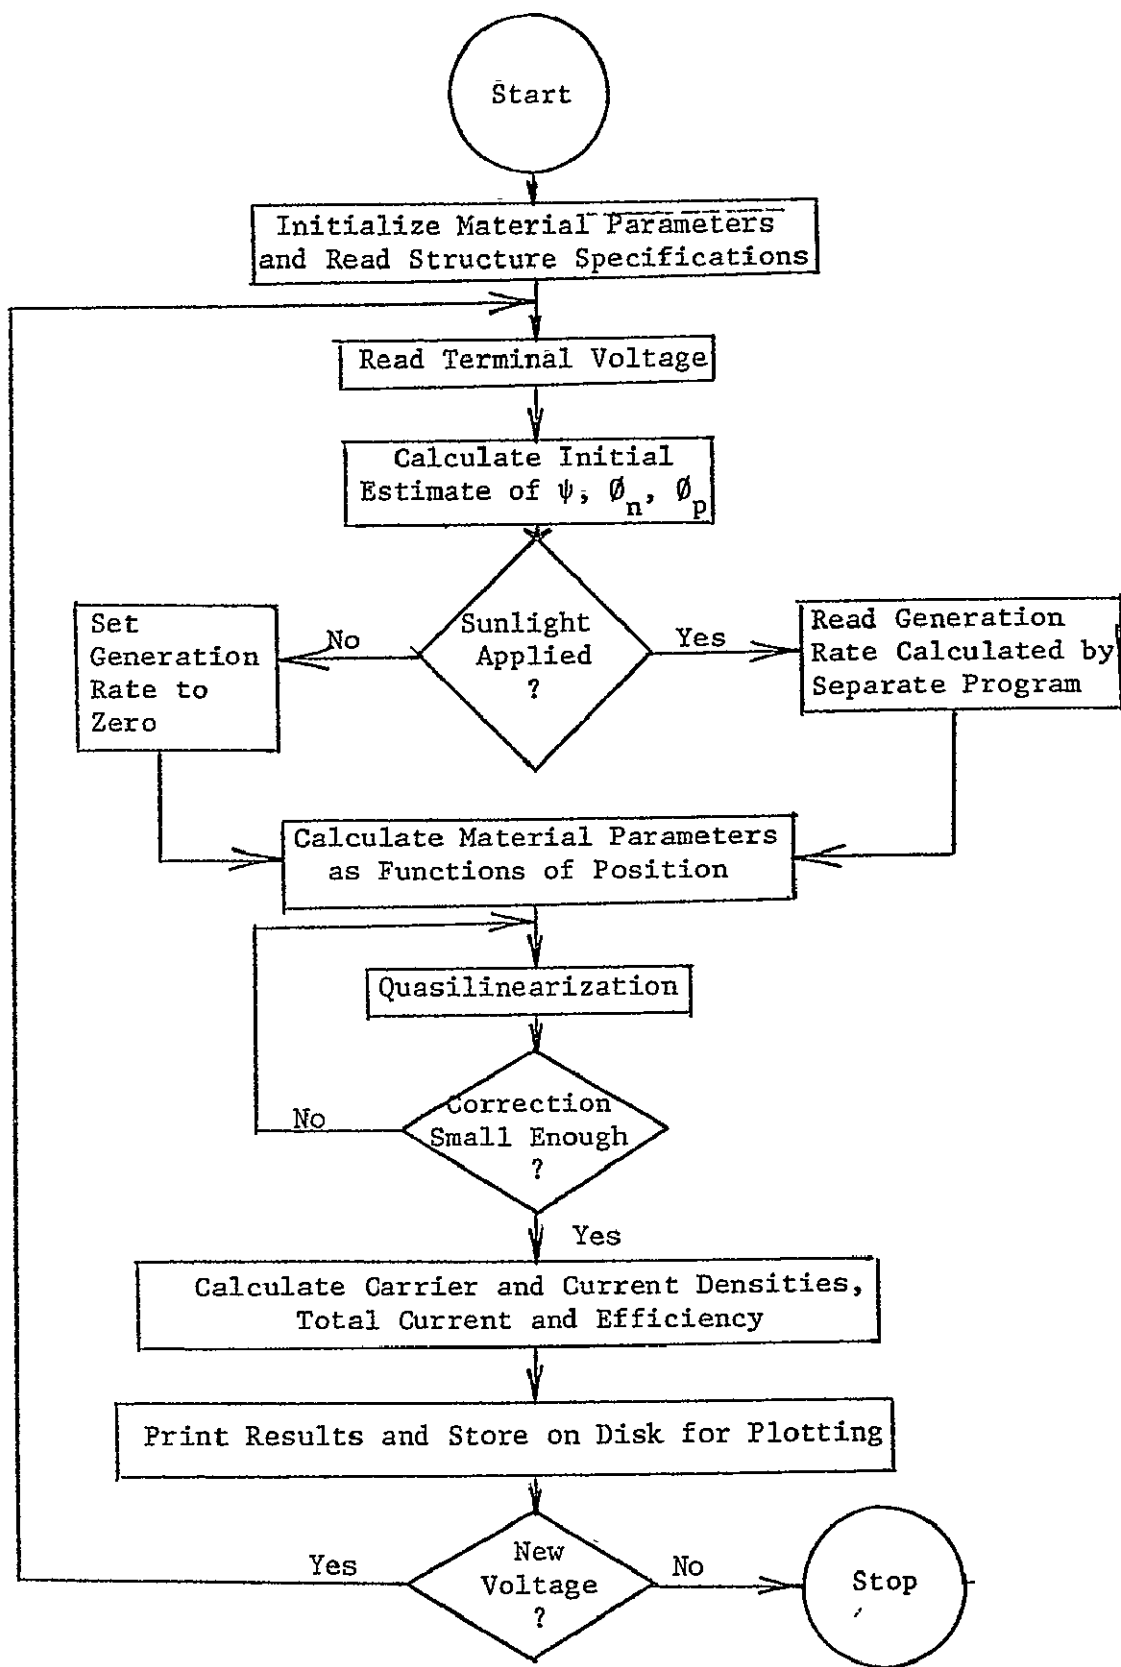 Start
Initialize Material Parameters
and Read Structure Specifications
Read Terminal Voltage
Calculate Initial
Estimate of ψ, Ø_n, Ø_p
Sunlight
Applied
?
No
Yes
Set
Generation
Rate to
Zero
Read Generation
Rate Calculated by
Separate Program
Calculate Material Parameters
as Functions of Position
Quasilinearization
Correction
Small Enough
?
No
Yes
Calculate Carrier and Current Densities,
Total Current and Efficiency
Print Results and Store on Disk for Plotting
New
Voltage
?
Yes
No
Stop